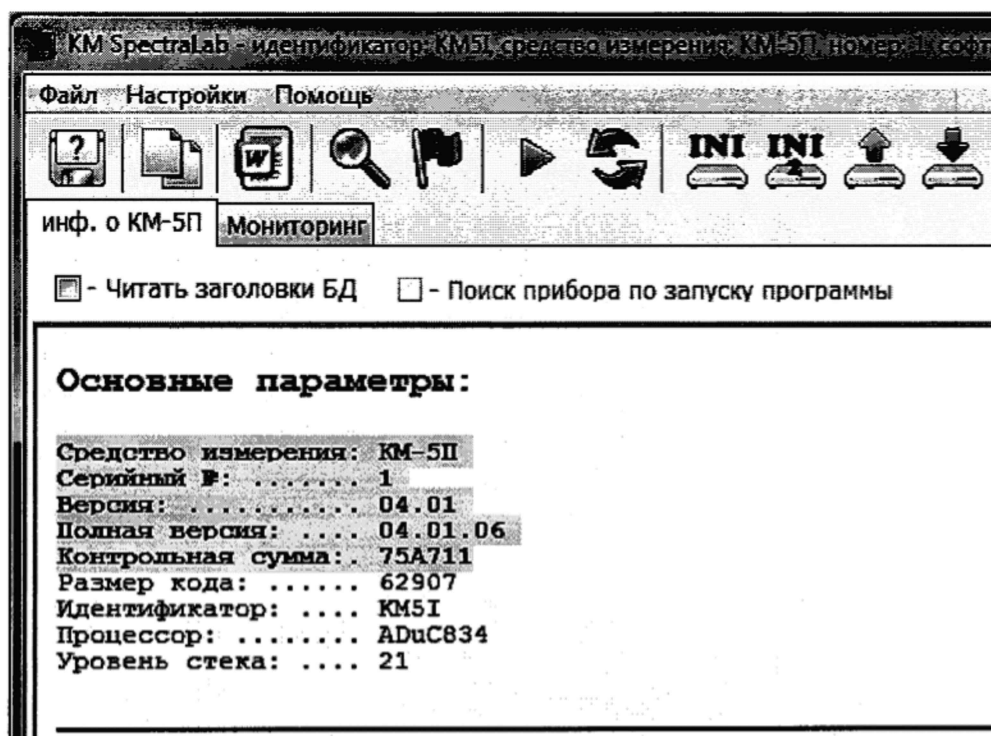 KM SpectraLab - идентификатор: KM5I, средство измерения: КМ-5П, номер: 1, софт
Файл Настройки Помощь
? W INI INI 2
инф. о КМ-5П Мониторинг
- Читать заголовки БД - Поиск прибора по запуску программы
Основные параметры:
Средство измерения: КМ-5П
Серийный №: ....... 1
Версия: ........... 04.01
Полная версия: .... 04.01.06
Контрольная сумма: . 75A711
Размер кода: ...... 62907
Идентификатор: .... KM5I
Процессор: ........ ADuC834
Уровень стека: .... 21